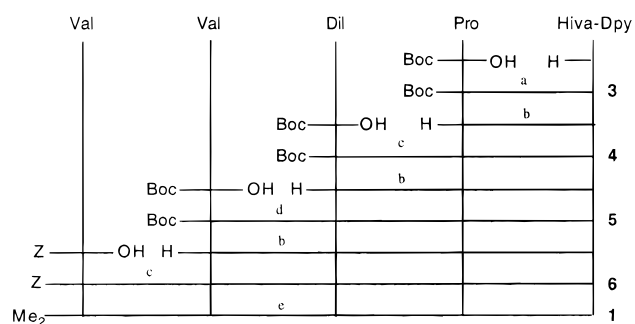 Val Val Dil Pro Hiva-Dpy
Boc OH H
a
Boc 3
b
Boc OH H
c
Boc 4
b
Boc OH H
d
Boc 5
b
Z OH H
c
Z 6
e
Me2 1